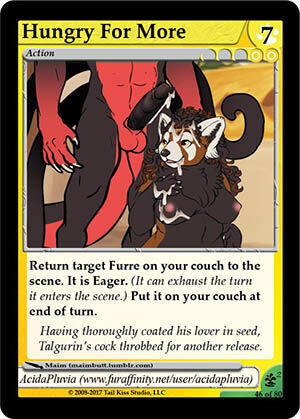 Hungry For More
7
Action
Return target Furre on your couch to the
scene. It is Eager. (It can exhaust the turn
it enters the scene.) Put it on your couch at
end of turn.
Having thoroughly coated his lover in seed,
Talgurin's cock throbbed for another release.
Maim (maimbutt.tumblr.com)
46 of 80
AcidaPluvia (www.furaffinity.net/user/acidapluvia)
© 2008-2017 Tail Kiss Studio, LLC